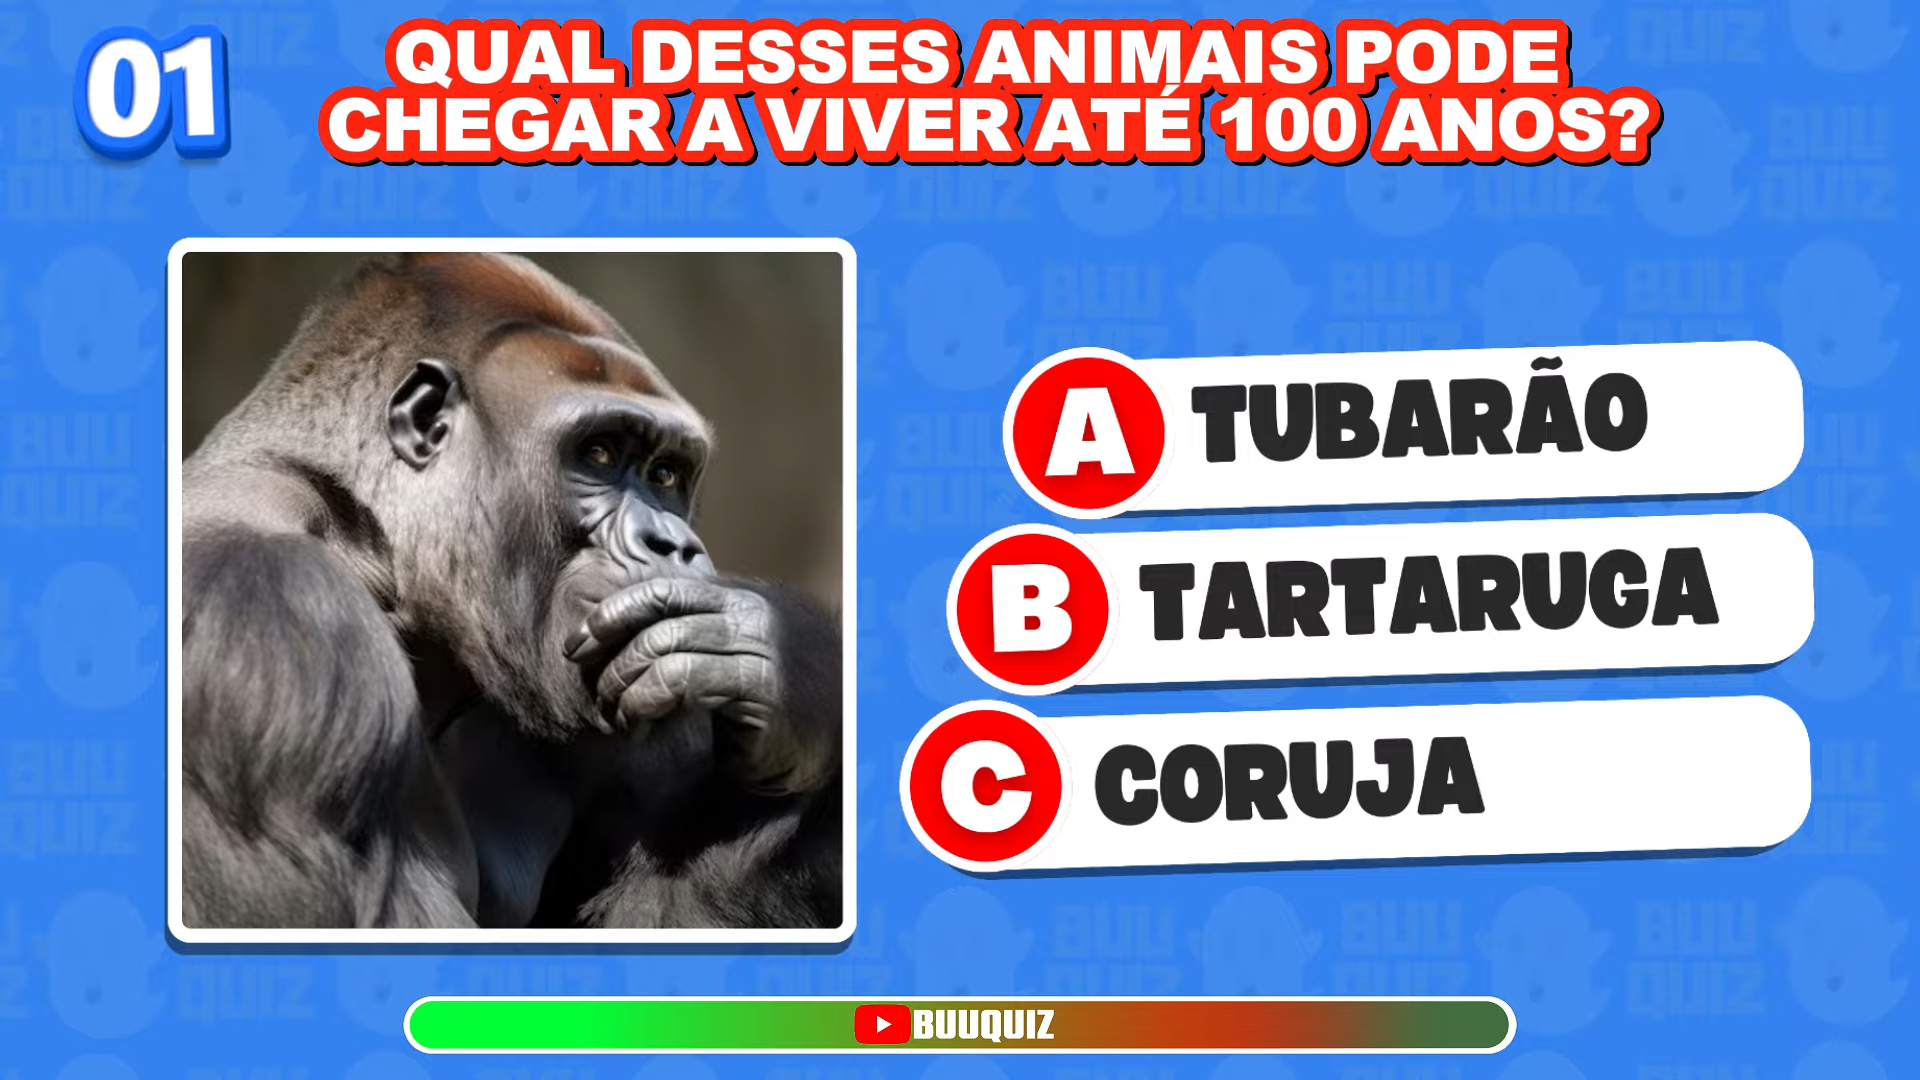 01
QUAL DESSES ANIMAIS PODE
CHEGAR A VIVER ATÉ 100 ANOS?
A TUBARÃO
B TARTARUGA
C CORUJA
BUUQUIZ